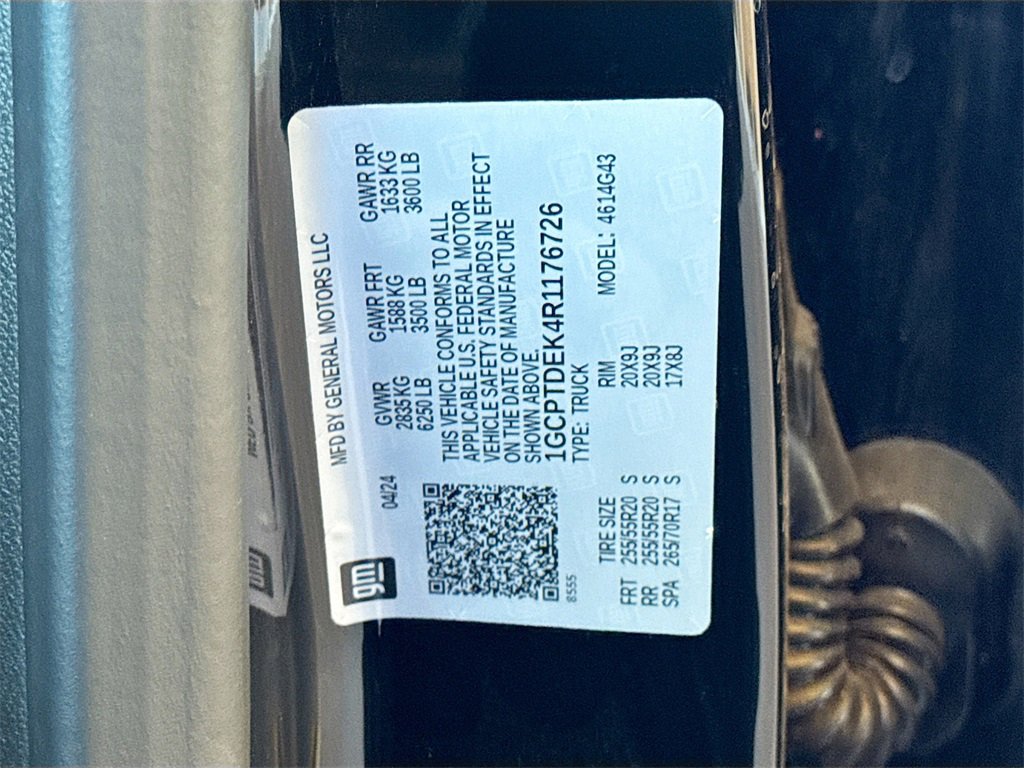 MFD BY GENERAL MOTORS LLC
gm
04/24
GVWR GAWR FRT GAWR RR
2835 KG 1588 KG 1633 KG
6250 LB 3500 LB 3600 LB
THIS VEHICLE CONFORMS TO ALL
APPLICABLE U.S. FEDERAL MOTOR
VEHICLE SAFETY STANDARDS IN EFFECT
ON THE DATE OF MANUFACTURE
SHOWN ABOVE.
1GCPTDEK4R1176726
8555
TYPE: TRUCK
TIRE SIZE RIM MODEL: 4614G43
FRT 255/55R20 S 20X9J
RR 255/55R20 S 20X9J
SPA 265/70R17 S 17X8J